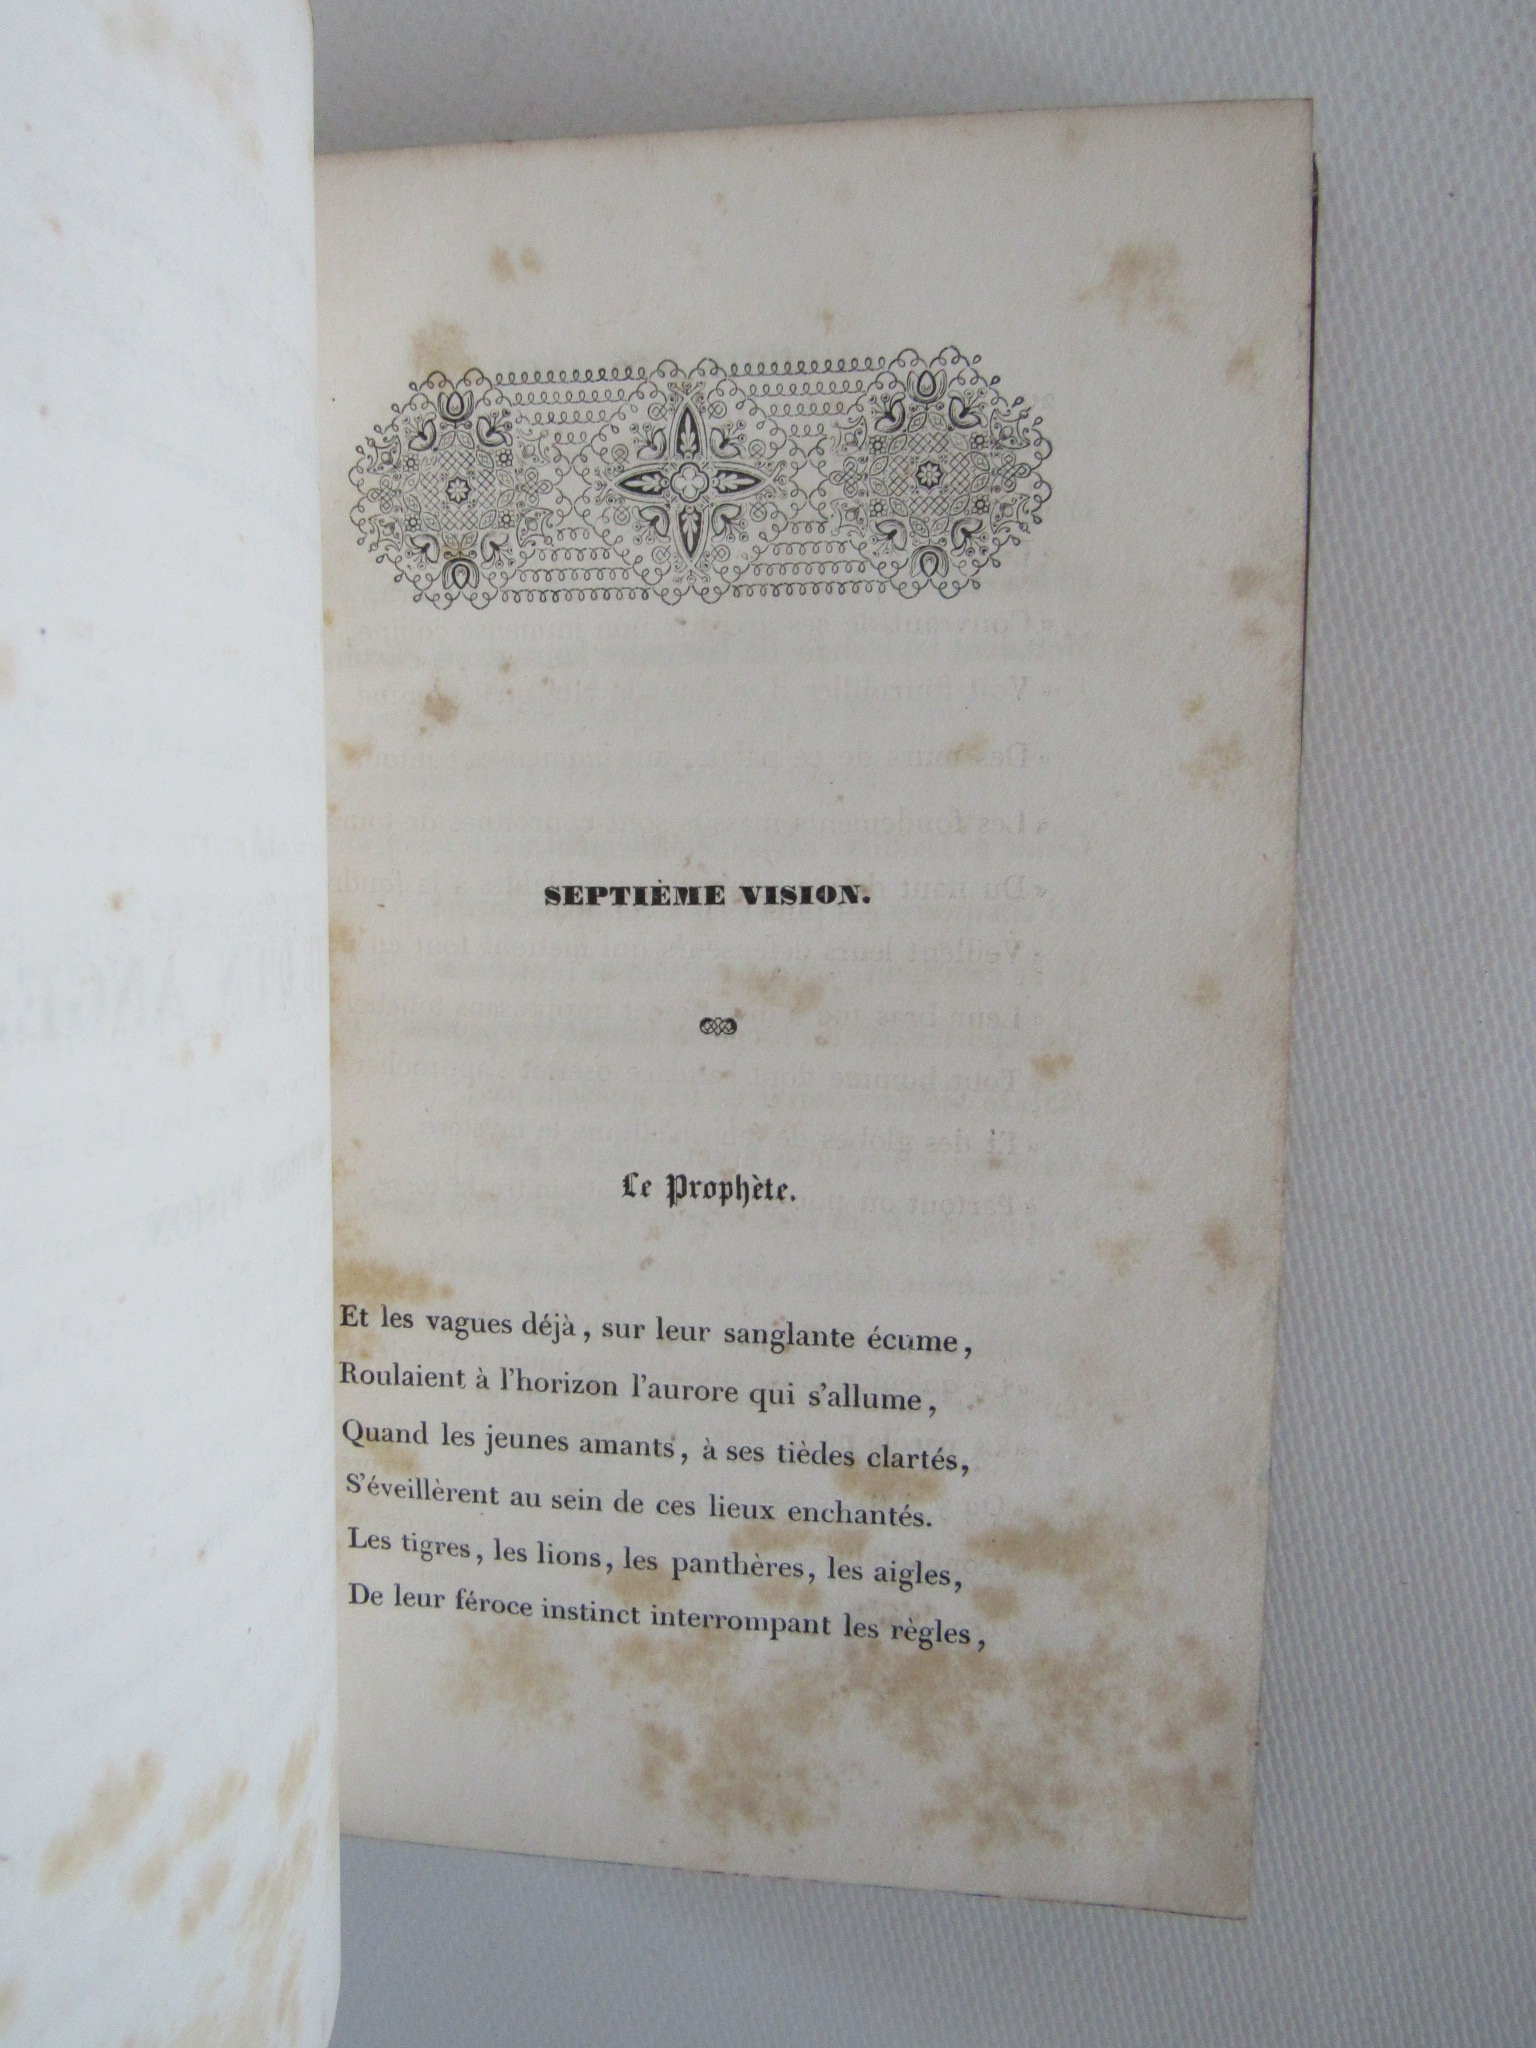 SEPTIÈME VISION.
Le Prophète.
Et les vagues déjà, sur leur sanglante écume,
Roulaient à l'horizon l'aurore qui s'allume,
Quand les jeunes amants, à ses tièdes clartés,
S'éveillèrent au sein de ces lieux enchantés.
Les tigres, les lions, les panthères, les aigles,
De leur féroce instinct interrompant les règles,